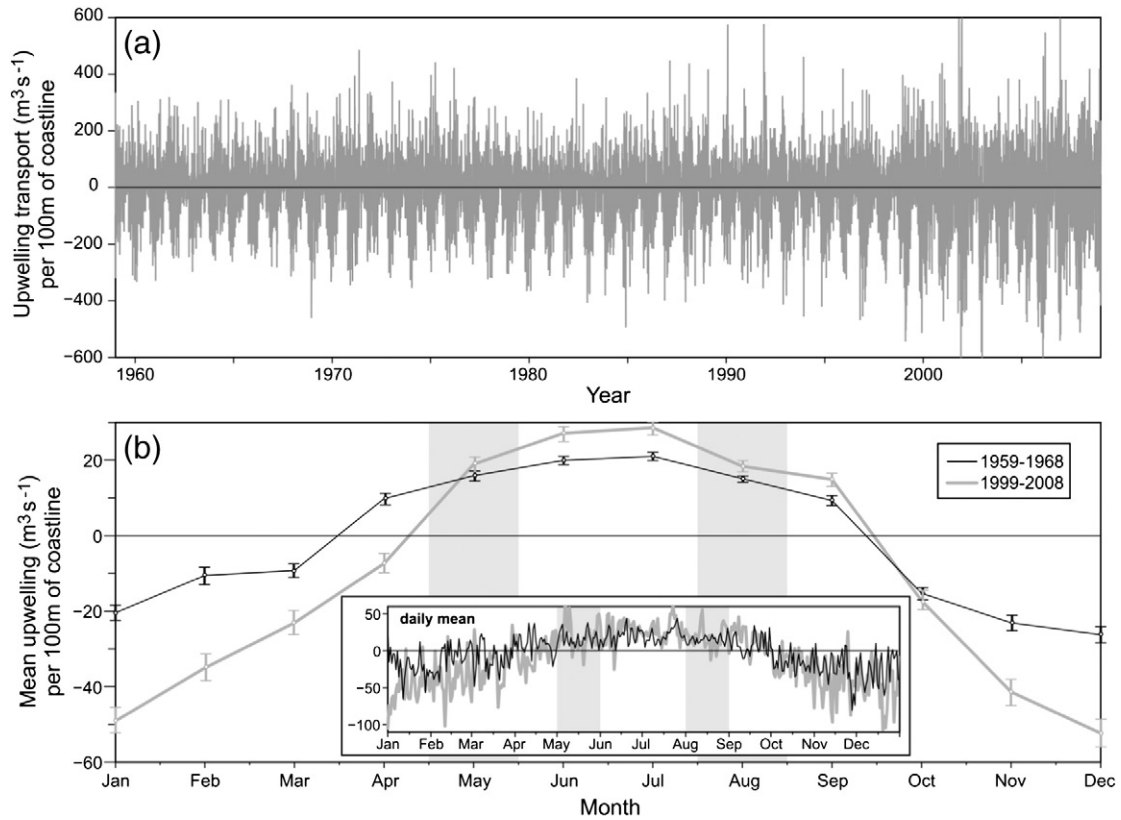 (a)
Upwelling transport (m³ s⁻¹)
per 100m of coastline
600
400
200
0
−200
−400
−600
1960 1970 1980 1990 2000
Year
(b)
Mean upwelling (m³ s⁻¹)
per 100m of coastline
20
0
−20
−40
−60
1959-1968
1999-2008
daily mean
50
0
−50
−100
Jan Feb Mar Apr May Jun Jul Aug Sep Oct Nov Dec
Jan Feb Mar Apr May Jun Jul Aug Sep Oct Nov Dec
Month